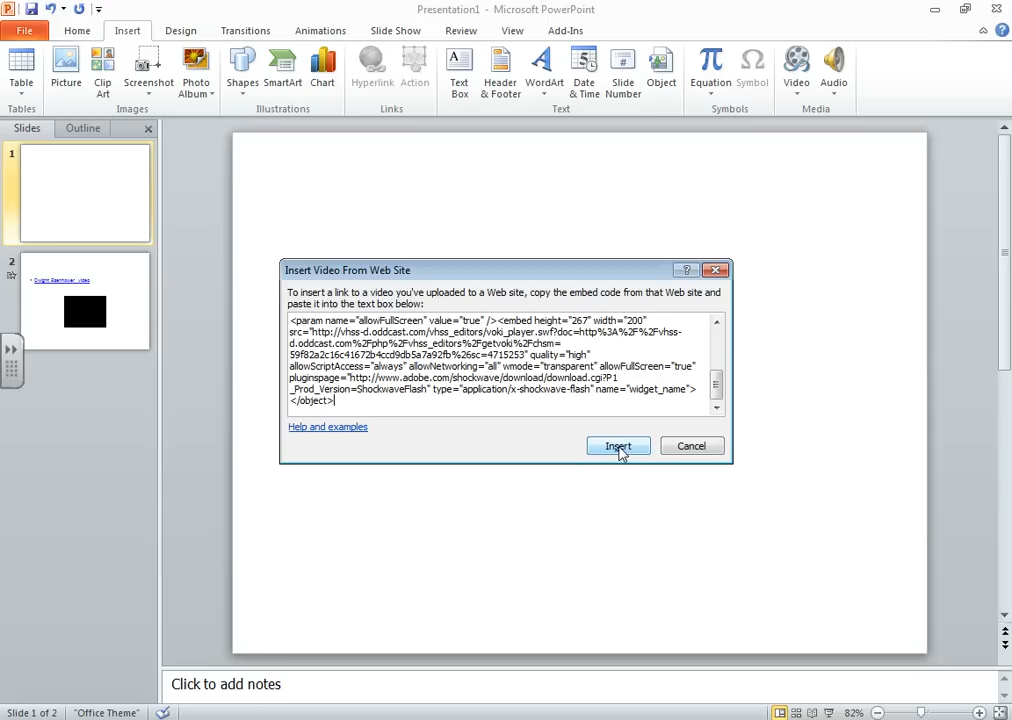 Presentation1 - Microsoft PowerPoint
File Home Insert Design Transitions Animations Slide Show Review View Add-Ins
Table Picture Clip Art Screenshot Photo Album Shapes SmartArt Chart Hyperlink Action Text Box Header & Footer WordArt Date & Time Slide Number Object Equation Symbol Video Audio
Tables Images Illustrations Links Text Symbols Media
Slides Outline
1
2
Dwight Eisenhower_video
Insert Video From Web Site
To insert a link to a video you've uploaded to a Web site, copy the embed code from that Web site and
paste it into the text box below:
<param name="allowFullScreen" value="true" /><embed height="267" width="200"
src="http://vhss-d.oddcast.com/vhss_editors/voki_player.swf?doc=http%3A%2F%2Fvhss-
d.oddcast.com%2Fphp%2Fvhss_editors%2Fgetvoki%2Fchsm=
59f82a2c16c41672b4ccd9db5a7a92fb%26sc=4715253" quality="high"
allowScriptAccess="always" allowNetworking="all" wmode="transparent" allowFullScreen="true"
pluginspage="http://www.adobe.com/shockwave/download/download.cgi?P1
_Prod_Version=ShockwaveFlash" type="application/x-shockwave-flash" name="widget_name">
</object>
Help and examples
Insert Cancel
Click to add notes
Slide 1 of 2 "Office Theme" 82%